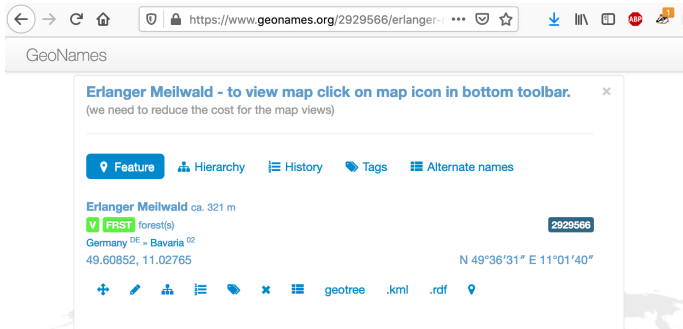 https://www.geonames.org/2929566/erlanger-
ABP
1
GeoNames
Erlanger Meilwald - to view map click on map icon in bottom toolbar.
×
(we need to reduce the cost for the map views)
Feature Hierarchy History Tags Alternate names
Erlanger Meilwald ca. 321 m
V FRST forest(s) 2929566
Germany DE » Bavaria 02
49.60852, 11.02765 N 49°36′31″ E 11°01′40″
geotree .kml .rdf